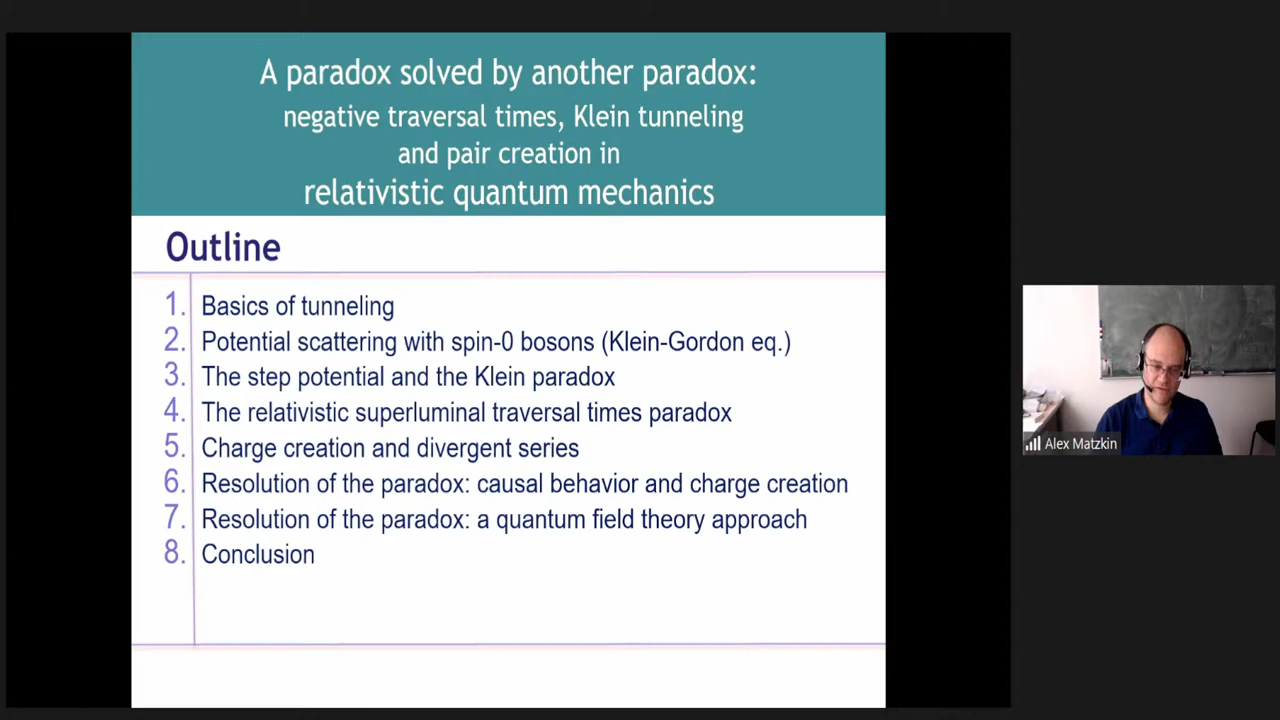 A paradox solved by another paradox:
negative traversal times, Klein tunneling
and pair creation in
relativistic quantum mechanics
Outline
1. Basics of tunneling
2. Potential scattering with spin-0 bosons (Klein-Gordon eq.)
3. The step potential and the Klein paradox
4. The relativistic superluminal traversal times paradox
5. Charge creation and divergent series
6. Resolution of the paradox: causal behavior and charge creation
7. Resolution of the paradox: a quantum field theory approach
8. Conclusion
Alex Matzkin